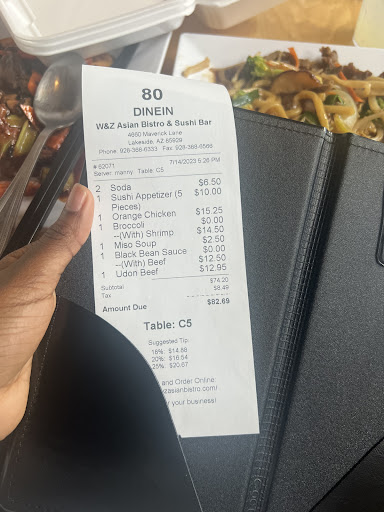 80
DINEIN
W&Z Asian Bistro & Sushi Bar
4660 Maverick Lane
Lakeside, AZ 85929
Phone: 928-368-6333 Fax: 928-368-6568
# 62071 7/14/2023 5:26 PM
Server: manny Table: C5
2 Soda $6.50
1 Sushi Appetizer (5 $10.00
Pieces)
1 Orange Chicken $15.25
1 Broccoli $0.00
--(With) Shrimp $14.50
1 Miso Soup $2.50
1 Black Bean Sauce $0.00
--(With) Beef $12.50
1 Udon Beef $12.95
Subtotal $74.20
Tax $8.49
Amount Due $82.69
Table: C5
Suggested Tip
18%: $14.88
20%: $16.54
25%: $20.67
and Order Online:
zasianbistro.com/
your business!